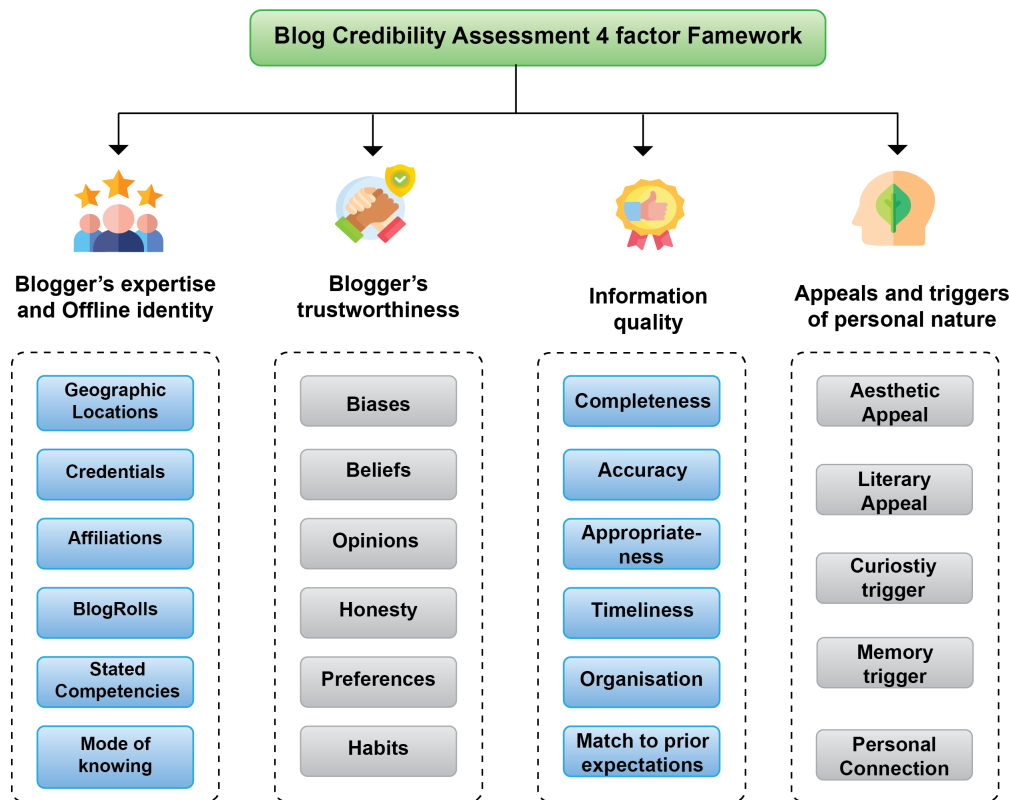 Blog Credibility Assessment 4 factor Famework
Blogger’s expertise
and Offline identity
Geographic
Locations
Credentials
Affiliations
BlogRolls
Stated
Competencies
Mode of
knowing
Blogger’s
trustworthiness
Biases
Beliefs
Opinions
Honesty
Preferences
Habits
Information
quality
Completeness
Accuracy
Appropriate-
ness
Timeliness
Organisation
Match to prior
expectations
Appeals and triggers
of personal nature
Aesthetic
Appeal
Literary
Appeal
Curiostiy
trigger
Memory
trigger
Personal
Connection